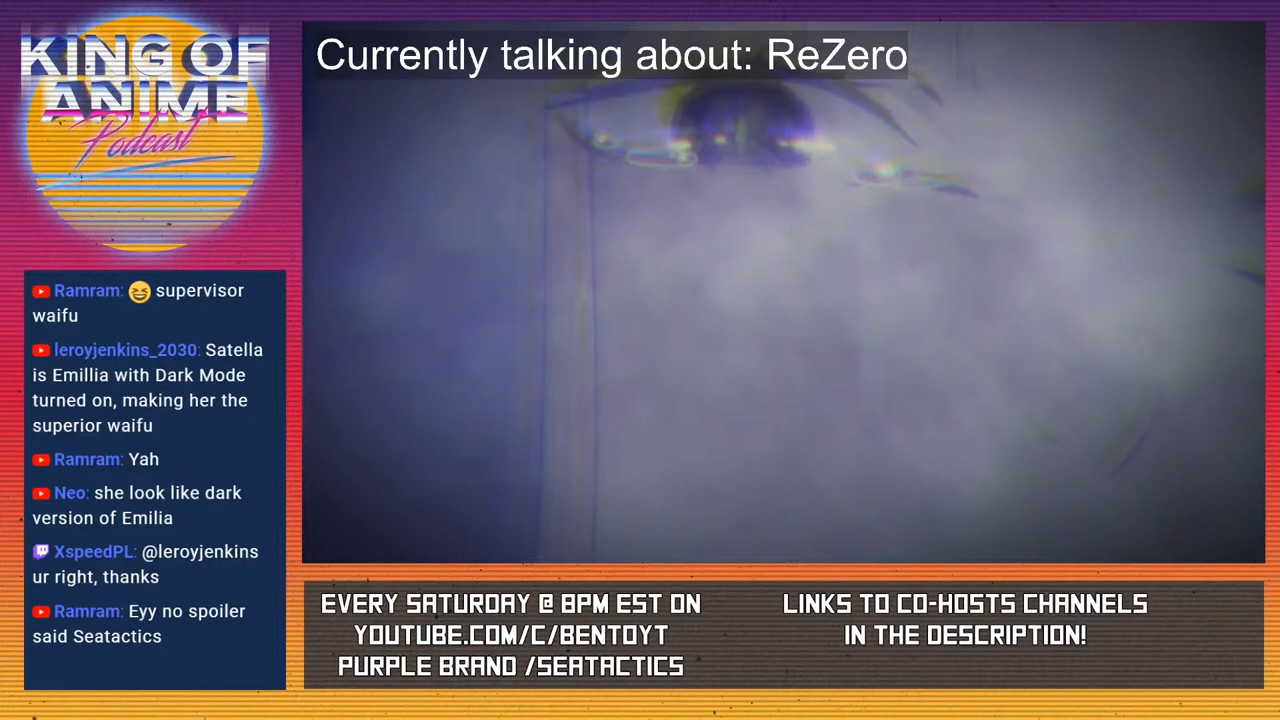 KING OF
ANIME
Podcast
Currently talking about: ReZero
Ramram: 😆 supervisor
waifu
leroyjenkins_2030: Satella
is Emillia with Dark Mode
turned on, making her the
superior waifu
Ramram: Yah
Neo: she look like dark
version of Emilia
XspeedPL: @leroyjenkins
ur right, thanks
Ramram: Eyy no spoiler
said Seatactics
EVERY SATURDAY @ 8PM EST ON
YOUTUBE.COM/C/BENTOYT
PURPLE BRAND /SEATACTICS
LINKS TO CO-HOSTS CHANNELS
IN THE DESCRIPTION!